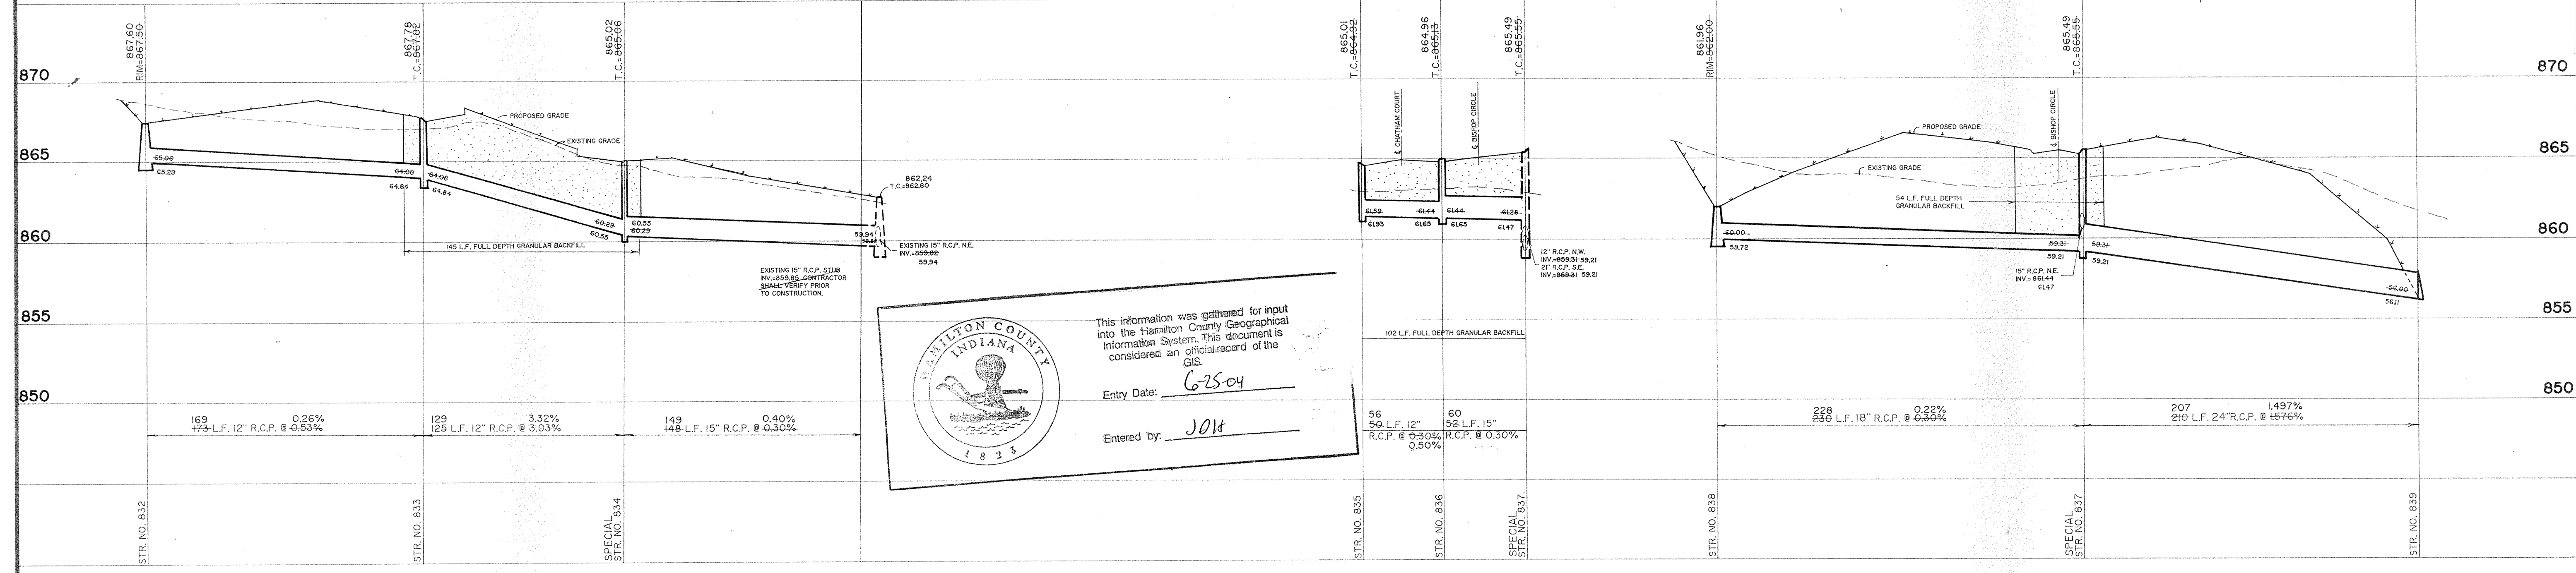 867.60
RIM=867.50
867.78
T.C.=867.82
865.02
T.C.=865.06
865.01
T.C.=864.92
864.96
T.C.=865.13
865.49
T.C.=865.55
861.96
RIM=862.00
865.49
T.C.=865.55
870
870
PROPOSED GRADE
EXISTING GRADE
℄ CHATHAM COURT
℄ BISHOP CIRCLE
PROPOSED GRADE
EXISTING GRADE
℄ BISHOP CIRCLE
865
865
65.00
65.29
64.06
64.84
64.06
64.84
60.29
60.55
60.55
60.29
862.24
T.C.=862.80
59.94
61.59
61.93
61.44
61.65
61.44
61.65
61.28
61.47
54 L.F. FULL DEPTH
GRANULAR BACKFILL
60.00
59.72
59.31
59.21
59.31
59.21
56.00
56.11
860
860
145 L.F. FULL DEPTH GRANULAR BACKFILL
EXISTING 15" R.C.P. N.E.
INV.=859.82
59.94
EXISTING 15" R.C.P. STUB
INV.=859.85 CONTRACTOR
SHALL VERIFY PRIOR
TO CONSTRUCTION.
12" R.C.P. N.W.
INV.=859.31 59.21
21" R.C.P. S.E.
INV.=859.31 59.21
15" R.C.P. N.E.
INV.= 861.44
61.47
855
855
102 L.F. FULL DEPTH GRANULAR BACKFILL
HAMILTON COUNTY
INDIANA
1823
This information was gathered for input
into the Hamilton County Geographical
Information System. This document is
considered an official record of the
GIS.
Entry Date: 6-25-04
Entered by: JDH
850
850
169 0.26%
173 L.F. 12" R.C.P. @ 0.53%
129 3.32%
125 L.F. 12" R.C.P. @ 3.03%
149 0.40%
148 L.F. 15" R.C.P. @ 0.30%
56
50 L.F. 12"
R.C.P. @ 0.30%
0.50%
60
52 L.F. 15"
R.C.P. @ 0.30%
228 0.22%
230 L.F. 18" R.C.P. @ 0.30%
207 1.497%
210 L.F. 24" R.C.P. @ 1.576%
STR. NO. 832
STR. NO. 833
SPECIAL
STR. NO. 834
STR. NO. 835
STR. NO. 836
SPECIAL
STR. NO. 837
STR. NO. 838
SPECIAL
STR. NO. 837
STR. NO. 839